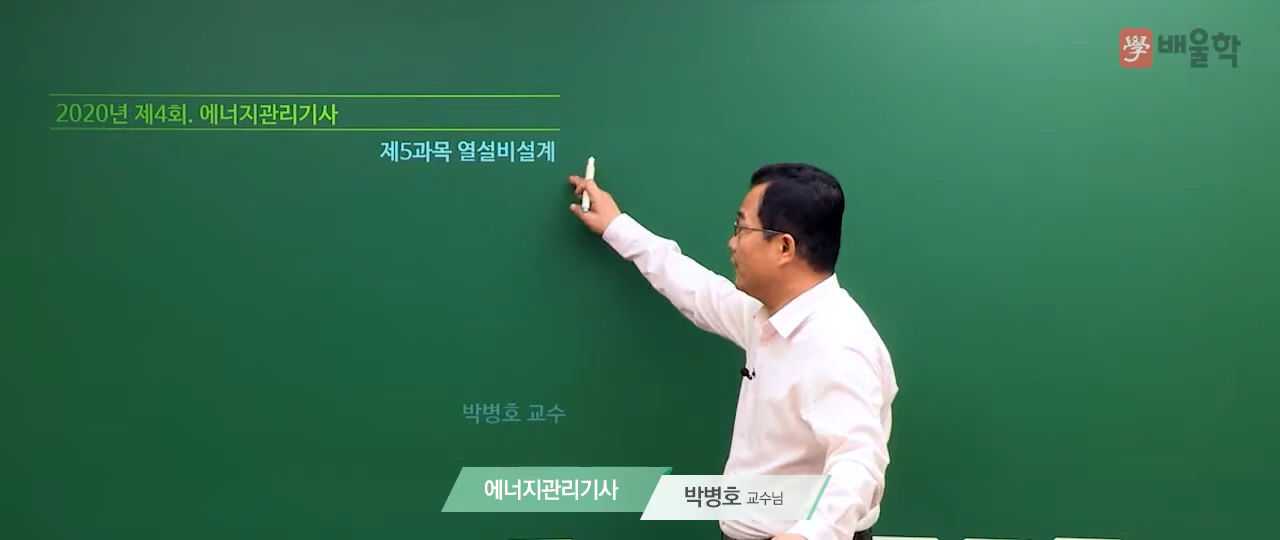 學 배울학
2020년 제4회. 에너지관리기사
제5과목 열설비설계
박병호 교수
에너지관리기사
박병호 교수님